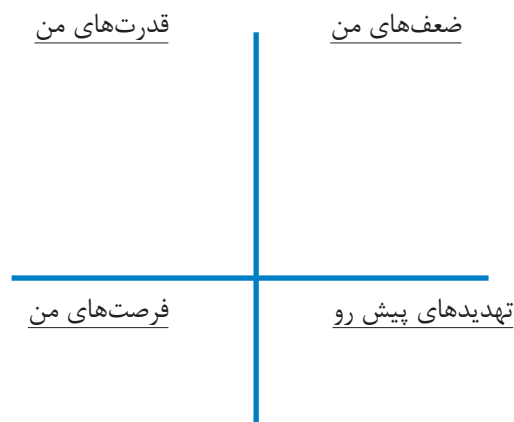 ضعف‌های من
قدرت‌های من
تهدیدهای پیش رو
فرصت‌های من